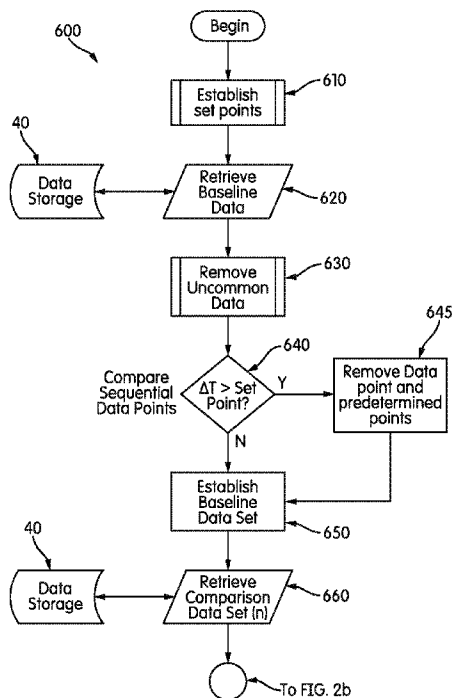 600
Begin
Establish
set points
610
40
Data
Storage
Retrieve
Baseline
Data
620
Remove
Uncommon
Data
630
640
645
Compare
Sequential
Data Points
ΔT > Set
Point?
Y
Remove Data
point and
predetermined
points
N
Establish
Baseline
Data Set
650
40
Data
Storage
Retrieve
Comparison
Data Set (n)
660
To FIG. 2b